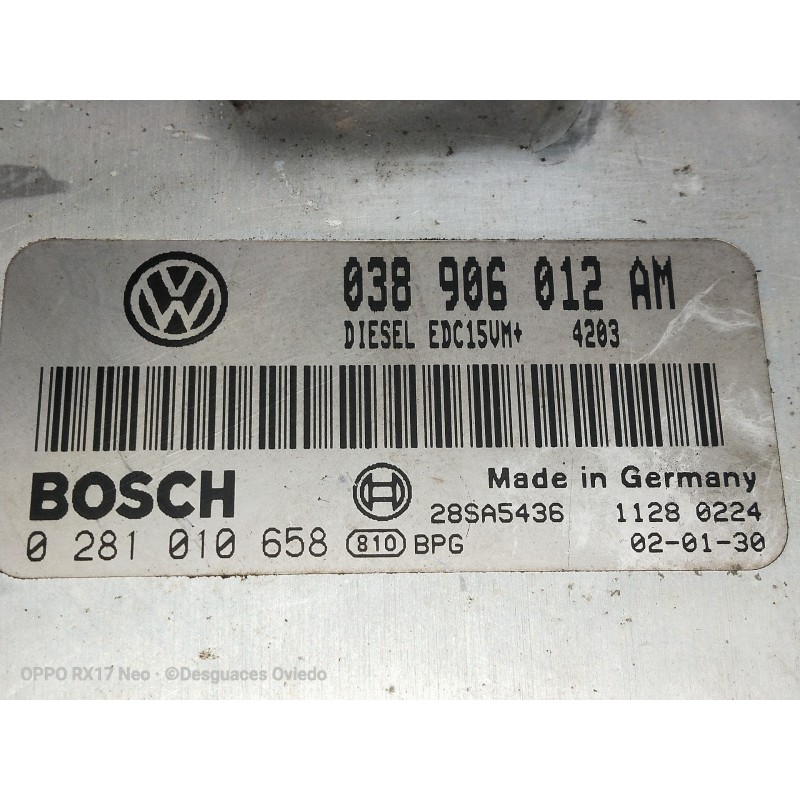 038 906 012 AM
DIESEL EDC15VM+ 4203
BOSCH Made in Germany
28SA5436 1128 0224
0 281 010 658 810 BPG 02-01-30
OPPO RX17 Neo · ©Desguaces Oviedo